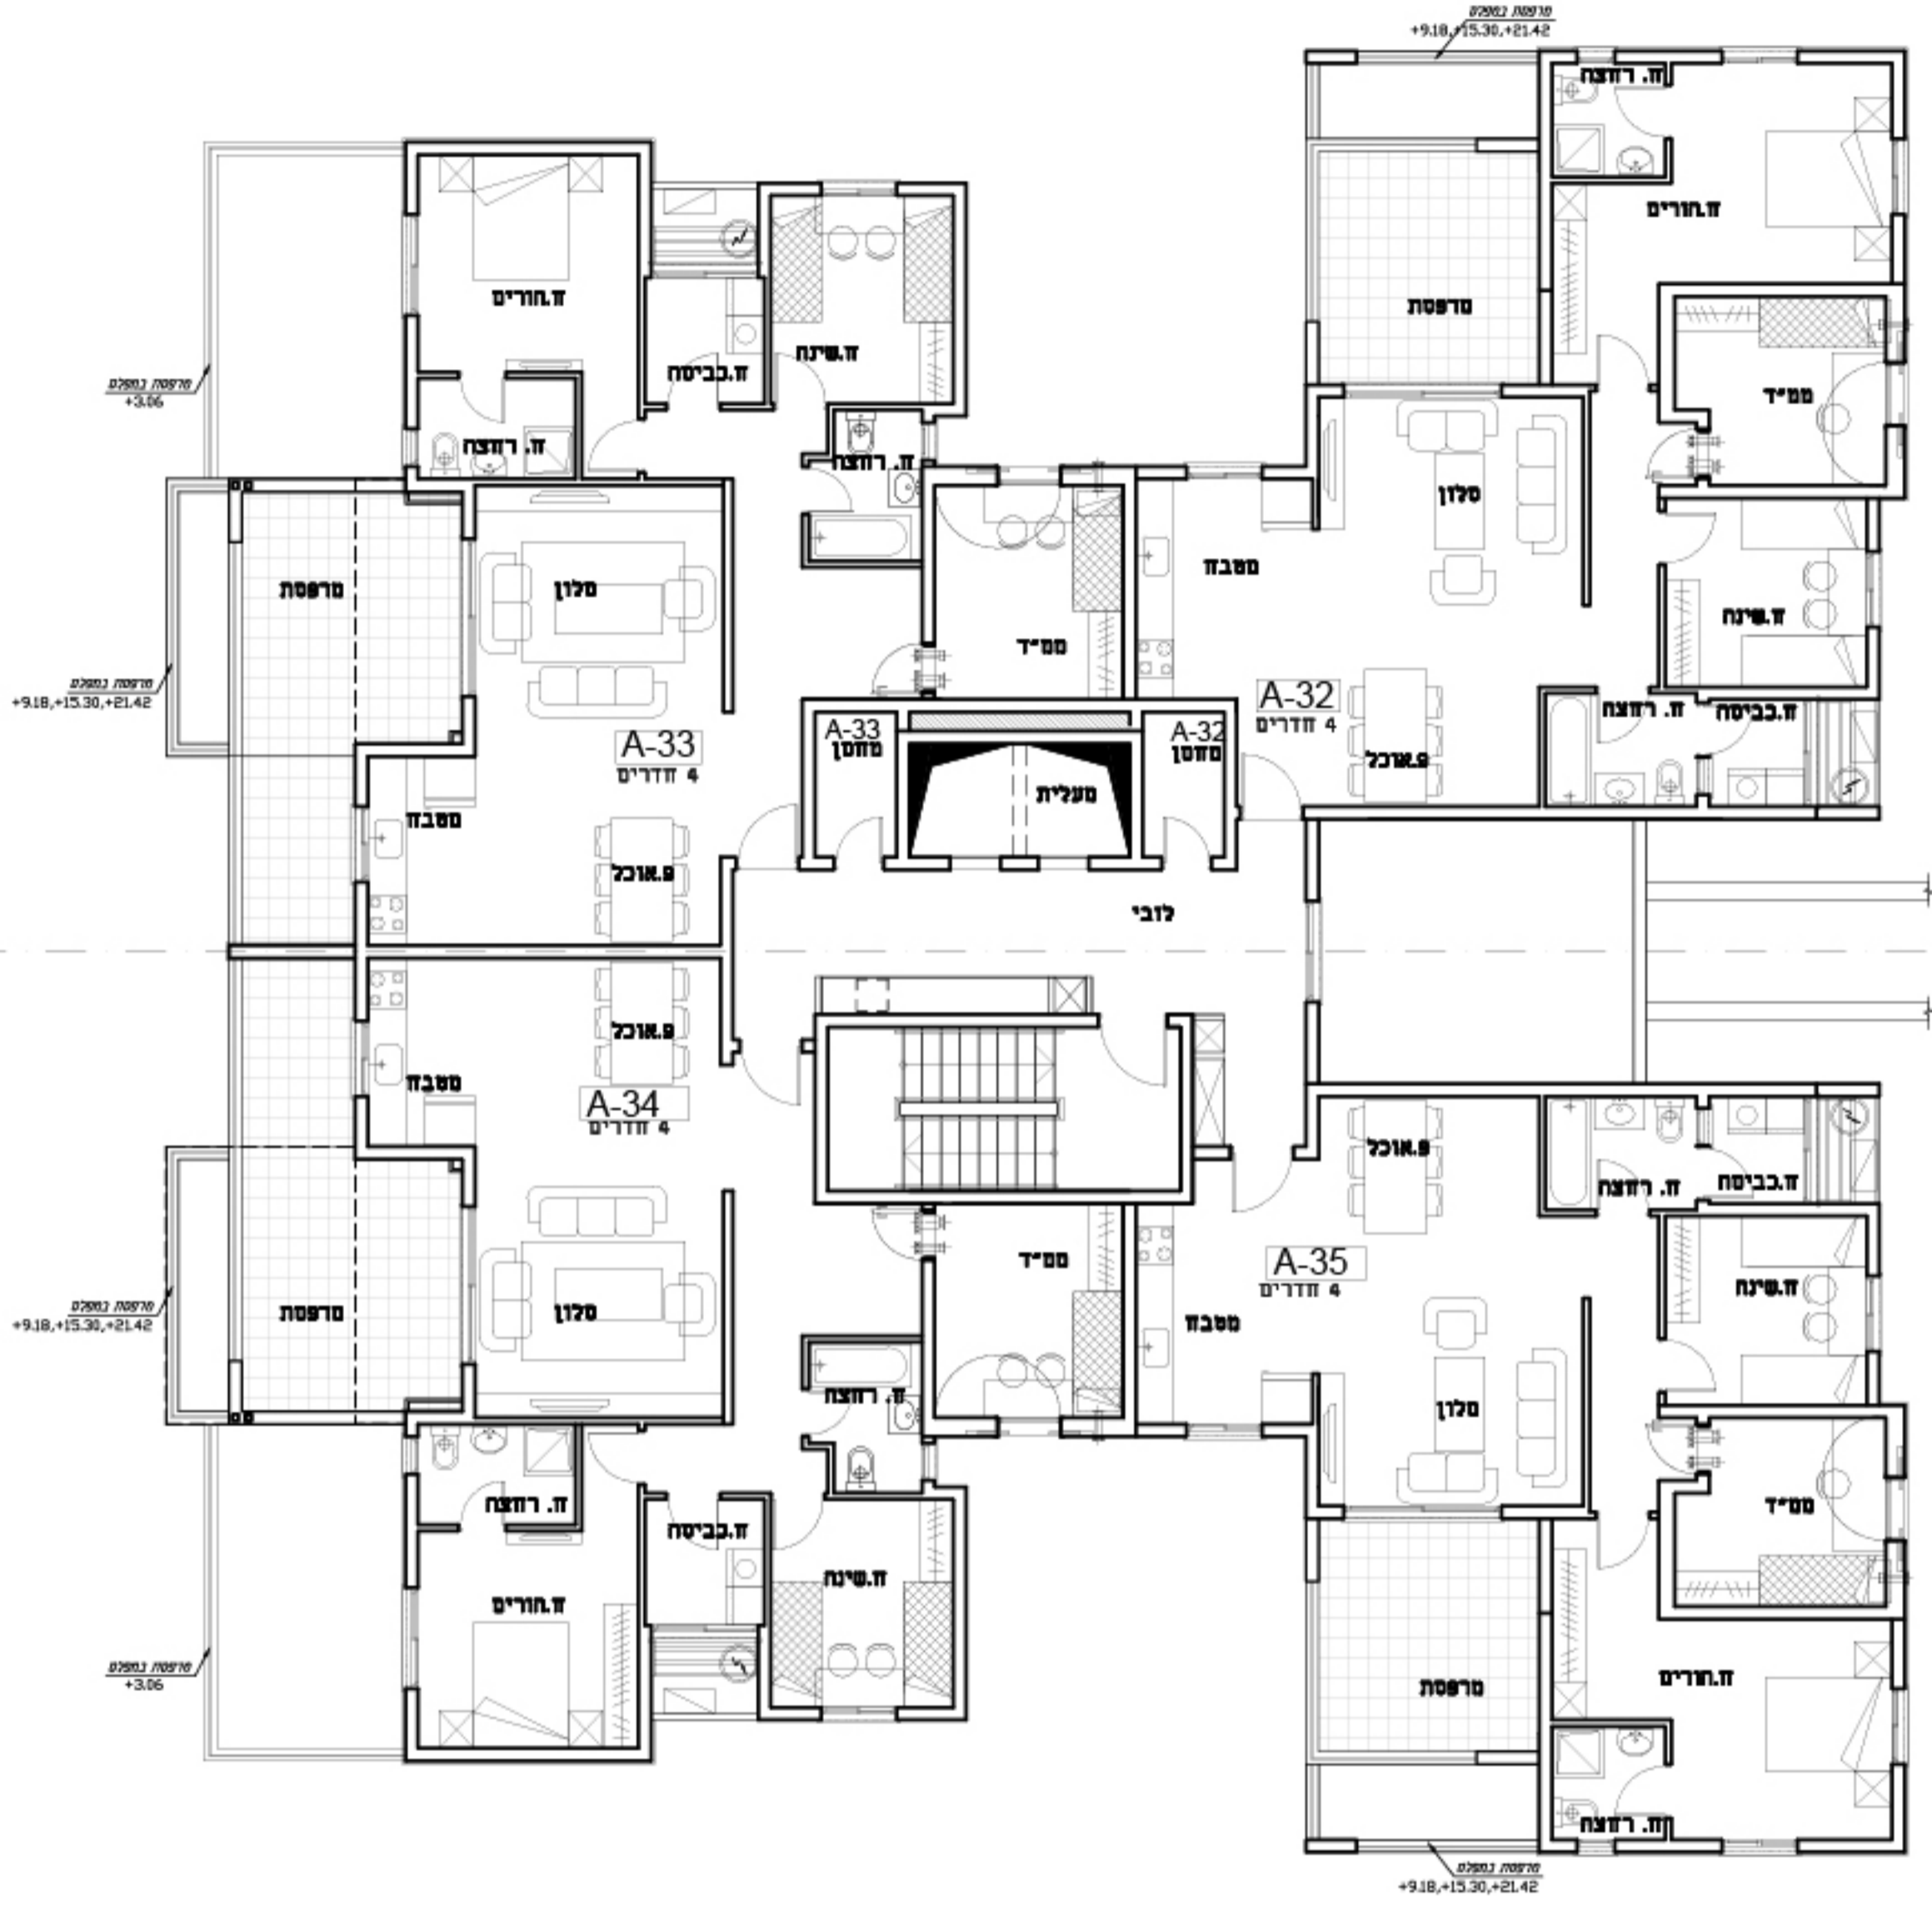 מרפסת במפלס
+9.18,+15.30,+21.42
ח. רחצה
ח.הורים
מרפסת
ממ"ד
סלון
מטבח
ח.שינה
A-32
4 חדרים
פ.אוכל
ח. רחצה
ח.כביסה
ח.הורים
ח.שינה
ח.כביסה
ח. רחצה
ח. רחצה
מרפסת במפלס
+3.06
מרפסת
סלון
ממ"ד
מרפסת במפלס
+9.18,+15.30,+21.42
A-33
4 חדרים
מטבח
פ.אוכל
A-33
מחסן
מעלית
A-32
מחסן
לובי
פ.אוכל
מטבח
A-34
4 חדרים
מרפסת
סלון
ממ"ד
מרפסת במפלס
+9.18,+15.30,+21.42
ח. רחצה
ח. רחצה
ח.כביסה
ח.שינה
ח.הורים
מרפסת במפלס
+3.06
פ.אוכל
ח. רחצה
ח.כביסה
A-35
4 חדרים
ח.שינה
מטבח
סלון
ממ"ד
מרפסת
ח.הורים
ח. רחצה
מרפסת במפלס
+9.18,+15.30,+21.42